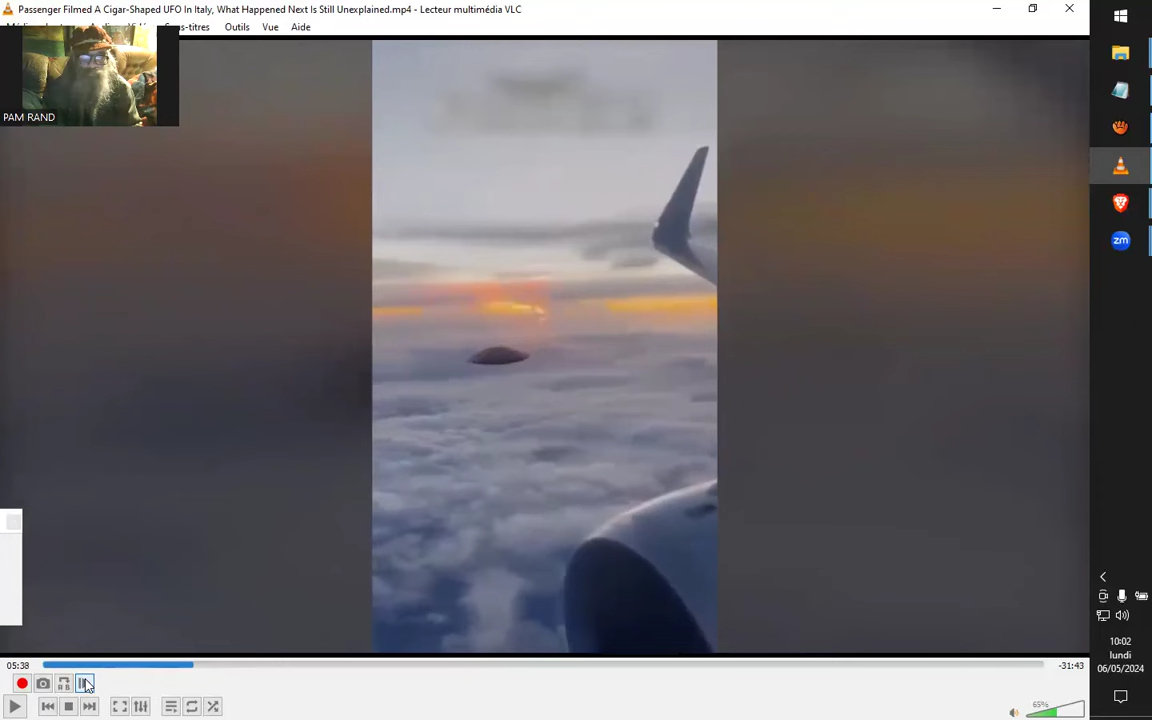 Passenger Filmed A Cigar-Shaped UFO In Italy, What Happened Next Is Still Unexplained.mp4 - Lecteur multimédia VLC
Outils Vue Aide
PAM RAND
zm
05:38
-31:43
65%
10:02
lundi
06/05/2024